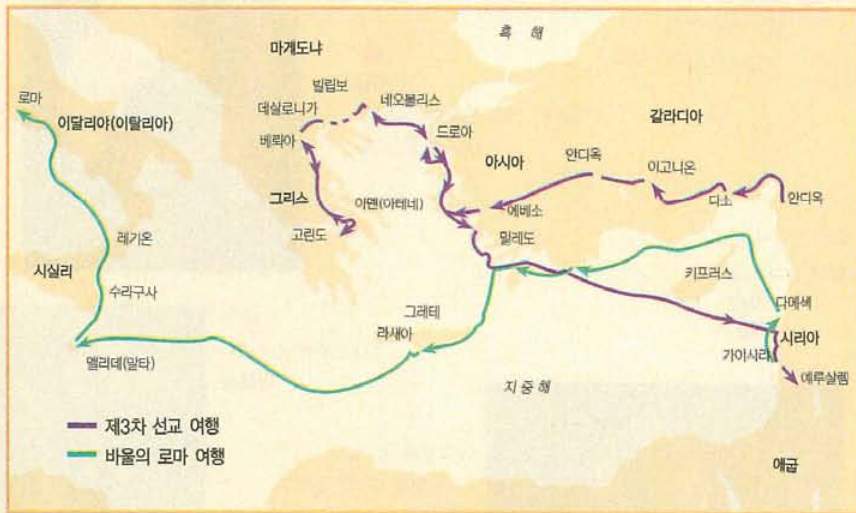 흑 해
마게도냐
빌립보
네오볼리스
로마
데살로니가
이달리야(이탈리아)
베뢰아
드로아
갈라디아
아시아
안디옥
이고니온
그리스
아덴(아테네)
에베소
다소
안디옥
고린도
밀레도
레기온
시실리
키프러스
수라구사
그레테
다메섹
라새아
시리아
멜리데(말타)
가이사랴
지중해
예루살렘
제3차 선교 여행
바울의 로마 여행
애굽